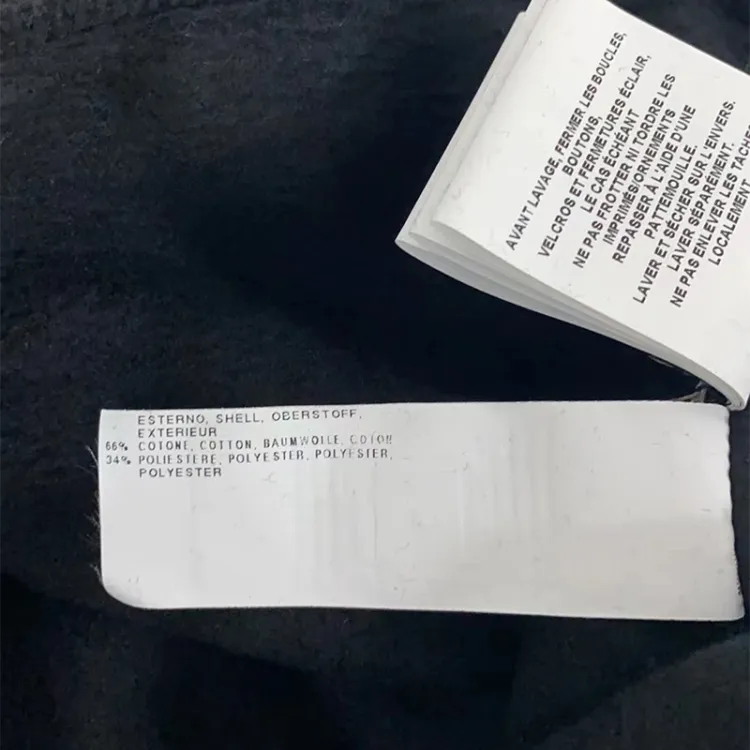 AVANT LAVAGE, FERMER LES BOUCLES,
BOUTONS,
VELCROS ET FERMETURES ÉCLAIR,
LE CAS ÉCHÉANT
NE PAS FROTTER NI TORDRE LES
IMPRIMÉS/ORNEMENTS
REPASSER À L'AIDE D'UNE
PATTEMOUILLE.
LAVER ET SÉCHER SUR L'ENVERS.
LAVER SÉPARÉMENT.
NE PAS ENLEVER LES TACH
LOCALEMENT
ESTERNO, SHELL, OBERSTOFF,
EXTERIEUR
66% COTONE, COTTON, BAUMWOLLE, COTON
34% POLIESTERE, POLYESTER, POLYESTER,
POLYESTER